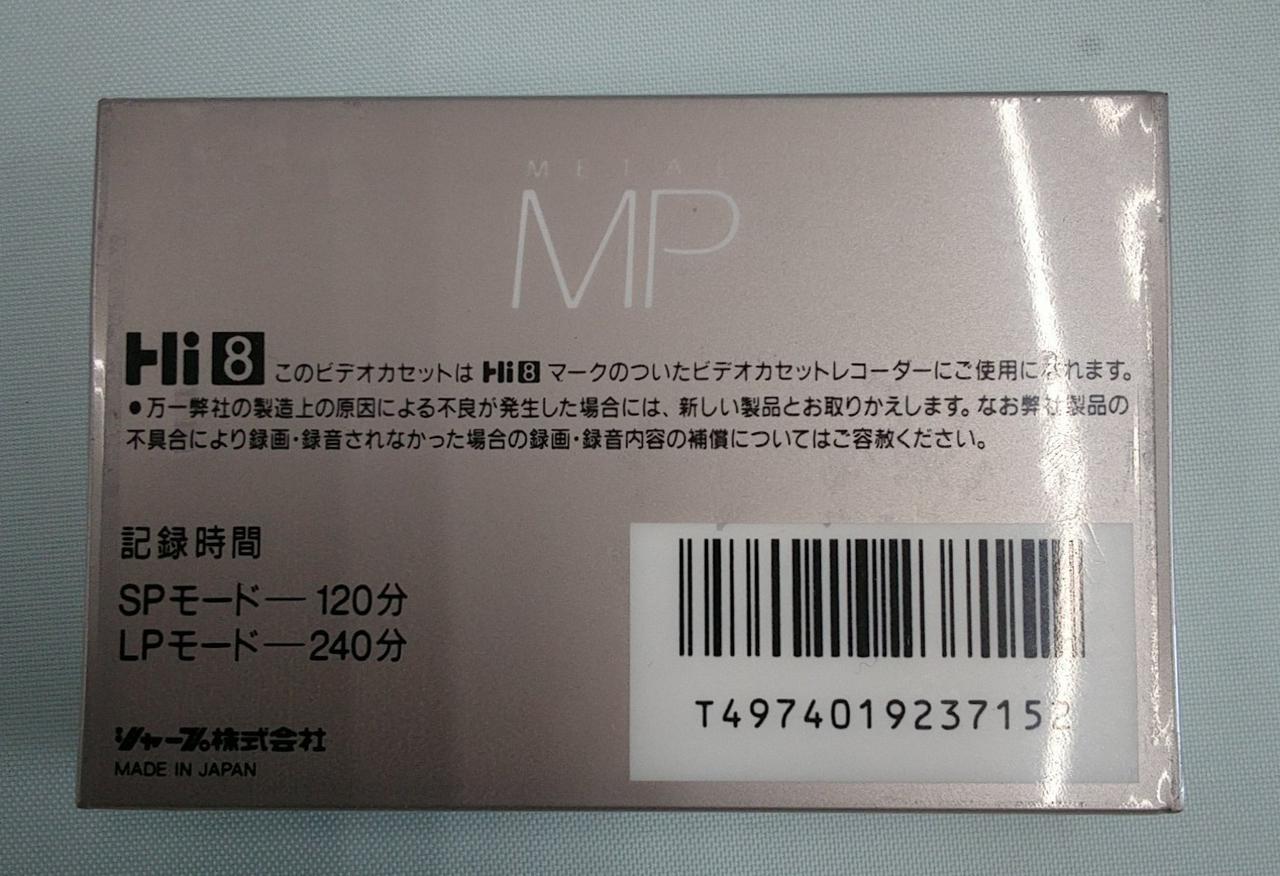 METAL
MP
Hi8 このビデオカセットは Hi8 マークのついたビデオカセットレコーダーにご使用になれます。
●万一弊社の製造上の原因による不良が発生した場合には、新しい製品とお取りかえします。なお弊社製品の
不具合により録画・録音されなかった場合の録画・録音内容の補償についてはご容赦ください。
記録時間
SPモード―120分
LPモード―240分
シャープ株式会社
MADE IN JAPAN
T4974019237152